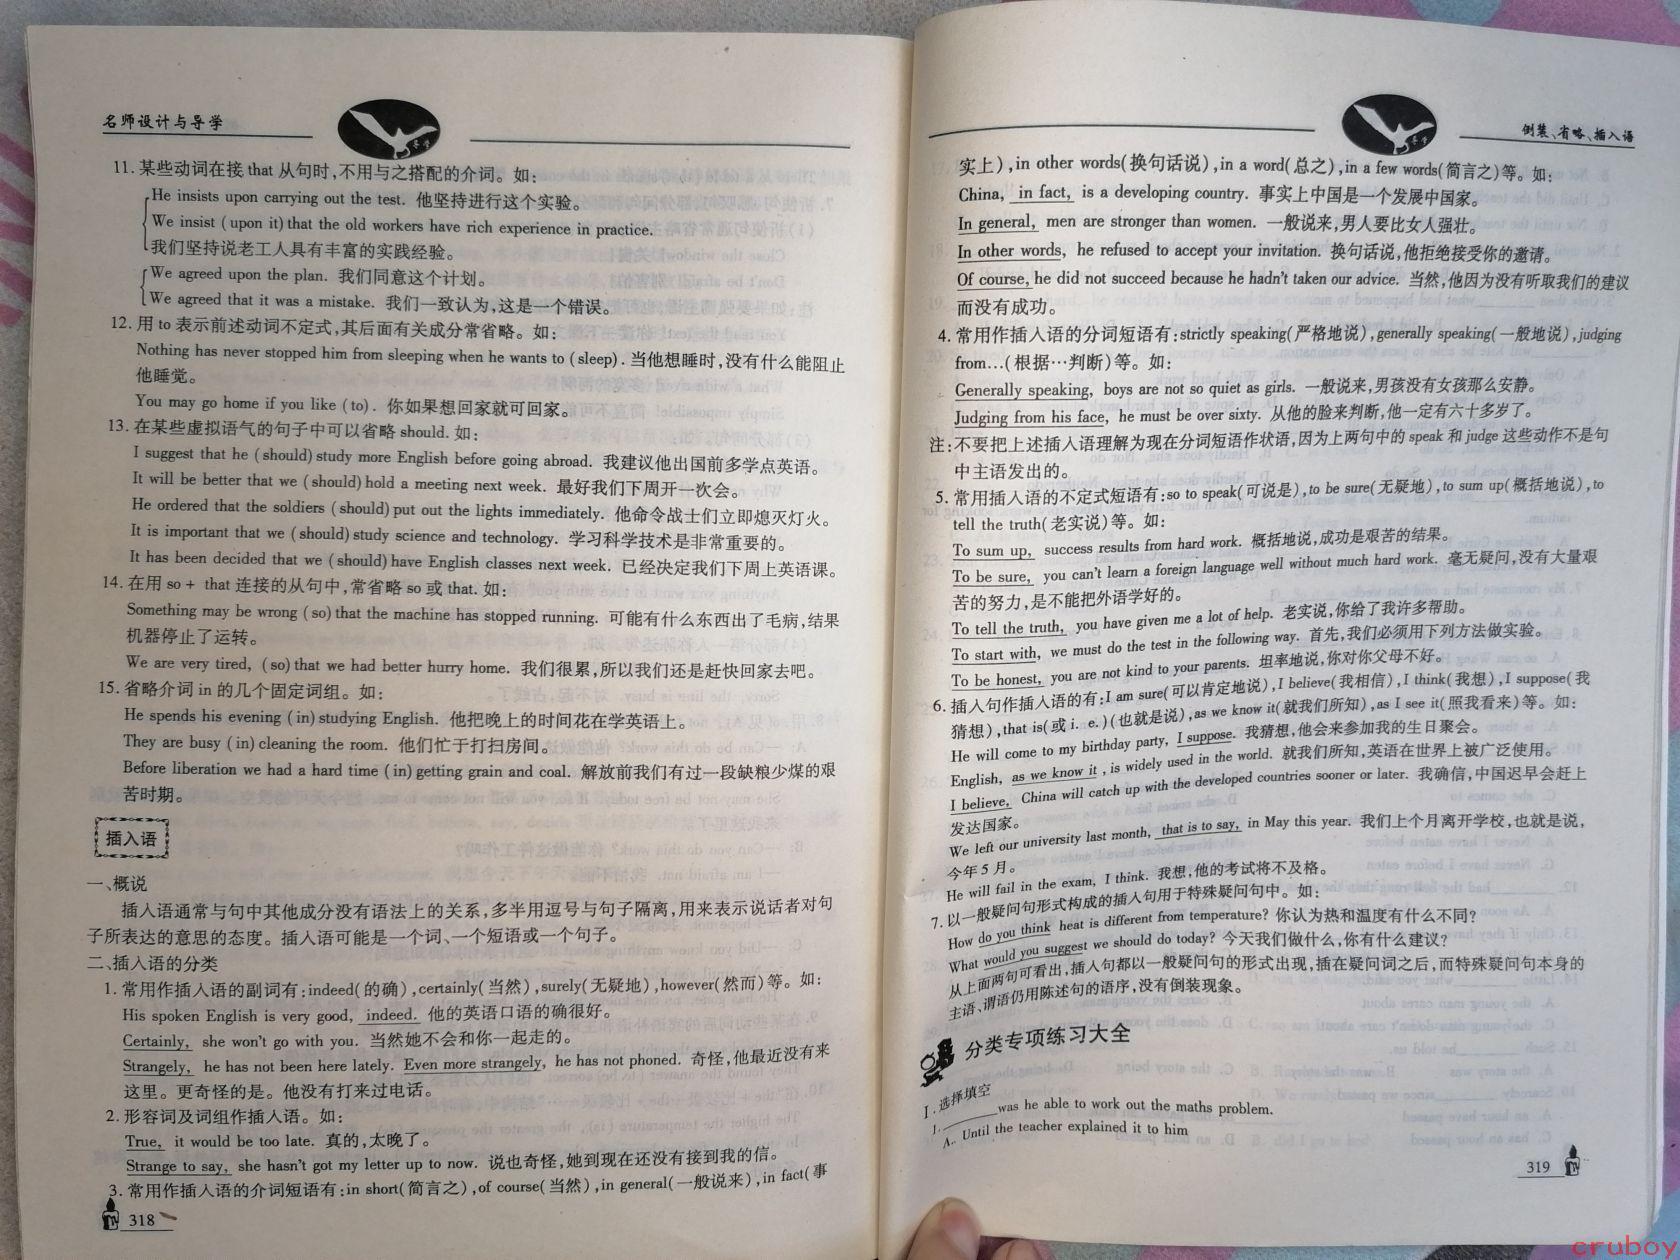 名师设计与导学
11. 某些动词在接 that 从句时,不用与之搭配的介词。如:
He insists upon carrying out the test. 他坚持进行这个实验。
We insist (upon it) that the old workers have rich experience in practice.
我们坚持说老工人具有丰富的实践经验。
We agreed upon the plan. 我们同意这个计划。
We agreed that it was a mistake. 我们一致认为,这是一个错误。
12. 用 to 表示前述动词不定式,其后面有关成分常省略。如:
Nothing has never stopped him from sleeping when he wants to (sleep). 当他想睡时,没有什么能阻止
他睡觉。
You may go home if you like (to). 你如果想回家就可回家。
13. 在某些虚拟语气的句子中可以省略 should. 如:
I suggest that he (should) study more English before going abroad. 我建议他出国前多学点英语。
It will be better that we (should) hold a meeting next week. 最好我们下周开一次会。
He ordered that the soldiers (should) put out the lights immediately. 他命令战士们立即熄灭灯火。
It is important that we (should) study science and technology. 学习科学技术是非常重要的。
It has been decided that we (should) have English classes next week. 已经决定我们下周上英语课。
14. 在用 so + that 连接的从句中,常省略 so 或 that. 如:
Something may be wrong (so) that the machine has stopped running. 可能有什么东西出了毛病,结果
机器停止了运转。
We are very tired, (so) that we had better hurry home. 我们很累,所以我们还是赶快回家去吧。
15. 省略介词 in 的几个固定词组。如:
He spends his evening (in) studying English. 他把晚上的时间花在学英语上。
They are busy (in) cleaning the room. 他们忙于打扫房间。
Before liberation we had a hard time (in) getting grain and coal. 解放前我们有过一段缺粮少煤的艰
苦时期。
插入语
一、概说
插入语通常与句中其他成分没有语法上的关系,多半用逗号与句子隔离,用来表示说话者对句
子所表达的意思的态度。插入语可能是一个词、一个短语或一个句子。
二、插入语的分类
1. 常用作插入语的副词有:indeed(的确),certainly(当然),surely(无疑地),however(然而)等。如:
His spoken English is very good, indeed. 他的英语口语的确很好。
Certainly, she won't go with you. 当然她不会和你一起走的。
Strangely, he has not been here lately. Even more strangely, he has not phoned. 奇怪,他最近没有来
这里。更奇怪的是。他没有打来过电话。
2. 形容词及词组作插入语。如:
True, it would be too late. 真的,太晚了。
Strange to say, she hasn't got my letter up to now. 说也奇怪,她到现在还没有接到我的信。
3. 常用作插入语的介词短语有:in short(简言之),of course(当然),in general(一般说来),in fact(事
318
倒装、省略、插入语
实上),in other words(换句话说),in a word(总之),in a few words(简言之)等。如:
China, in fact, is a developing country. 事实上中国是一个发展中国家。
In general, men are stronger than women. 一般说来,男人要比女人强壮。
In other words, he refused to accept your invitation. 换句话说,他拒绝接受你的邀请。
Of course, he did not succeed because he hadn't taken our advice. 当然,他因为没有听取我们的建议
而没有成功。
4. 常用作插入语的分词短语有:strictly speaking(严格地说),generally speaking(一般地说),judging
from…(根据…判断)等。如:
Generally speaking, boys are not so quiet as girls. 一般说来,男孩没有女孩那么安静。
Judging from his face, he must be over sixty. 从他的脸来判断,他一定有六十多岁了。
注:不要把上述插入语理解为现在分词短语作状语,因为上两句中的 speak 和 judge 这些动作不是句
中主语发出的。
5. 常用插入语的不定式短语有:so to speak(可说是),to be sure(无疑地),to sum up(概括地说),to
tell the truth(老实说)等。如:
To sum up, success results from hard work. 概括地说,成功是艰苦的结果。
To be sure, you can't learn a foreign language well without much hard work. 毫无疑问,没有大量艰
苦的努力,是不能把外语学好的。
To tell the truth, you have given me a lot of help. 老实说,你给了我许多帮助。
To start with, we must do the test in the following way. 首先,我们必须用下列方法做实验。
To be honest, you are not kind to your parents. 坦率地说,你对你父母不好。
6. 插入句作插入语的有:I am sure(可以肯定地说),I believe(我相信),I think(我想),I suppose(我
猜想),that is(或 i. e.)(也就是说),as we know it(就我们所知),as I see it(照我看来)等。如:
He will come to my birthday party, I suppose. 我猜想,他会来参加我的生日聚会。
English, as we know it, is widely used in the world. 就我们所知,英语在世界上被广泛使用。
I believe, China will catch up with the developed countries sooner or later. 我确信,中国迟早会赶上
发达国家。
We left our university last month, that is to say, in May this year. 我们上个月离开学校,也就是说,
今年5月。
He will fail in the exam, I think. 我想,他的考试将不及格。
7. 以一般疑问句形式构成的插入句用于特殊疑问句中。如:
How do you think heat is different from temperature? 你认为热和温度有什么不同?
What would you suggest we should do today? 今天我们做什么,你有什么建议?
从上面两句可看出,插入句都以一般疑问句的形式出现,插在疑问词之后,而特殊疑问句本身的
主语、谓语仍用陈述句的语序,没有倒装现象。
分类专项练习大全
I. 选择填空
1. ______was he able to work out the maths problem.
A. Until the teacher explained it to him
319
cruboy